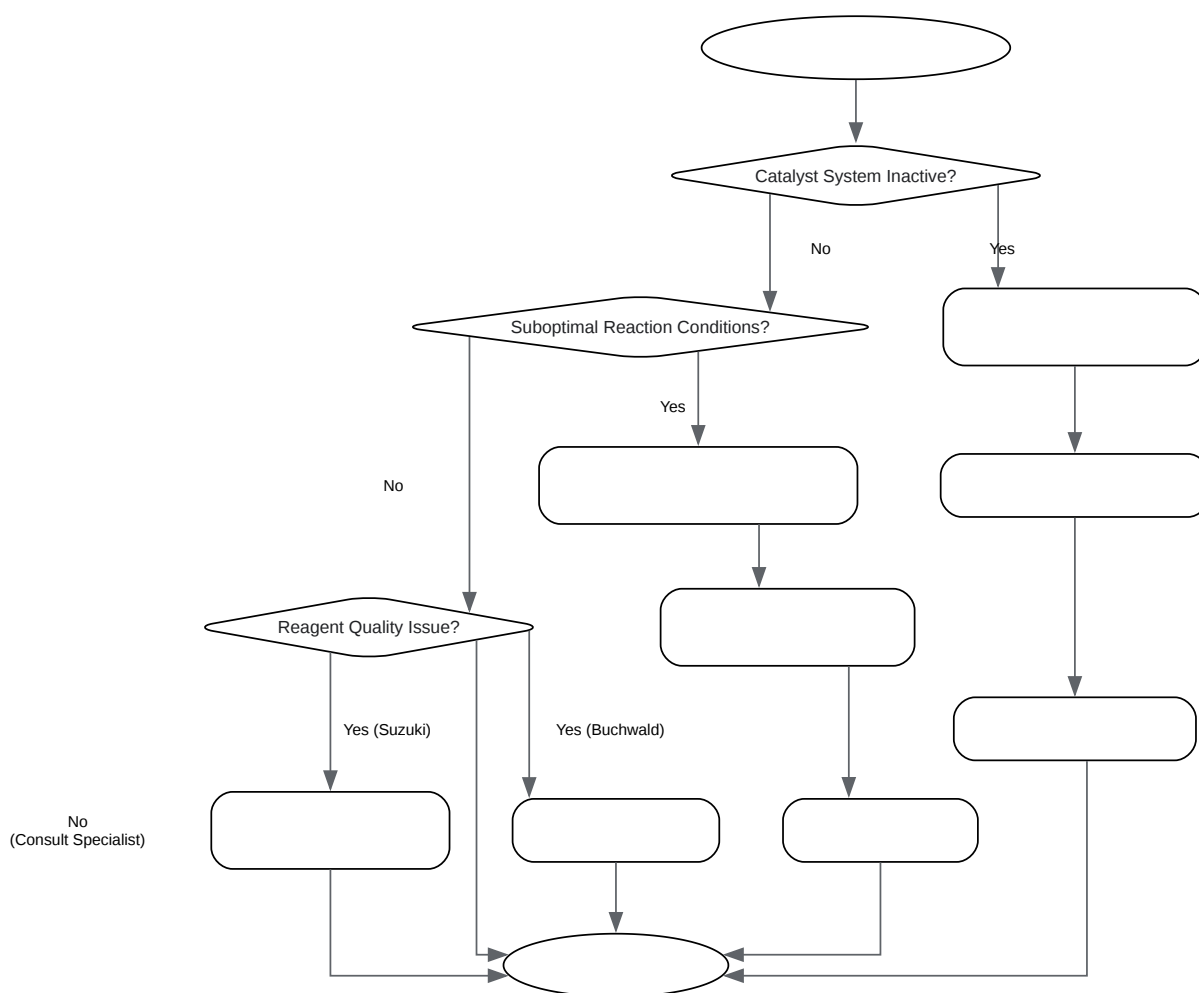 Catalyst System Inactive?
No
Yes
Suboptimal Reaction Conditions?
Yes
No
Reagent Quality Issue?
Yes (Suzuki)
Yes (Buchwald)
No
(Consult Specialist)